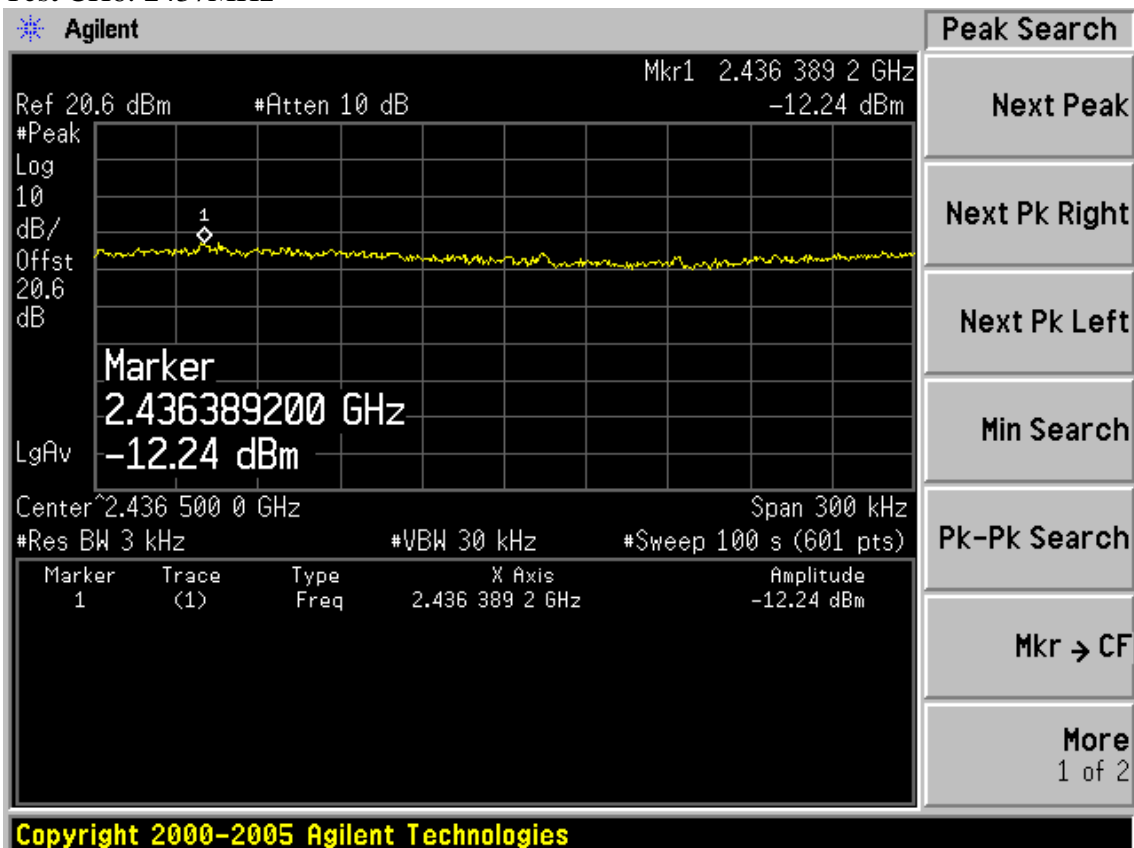 Agilent
Peak Search
Mkr1 2.436 389 2 GHz
Ref 20.6 dBm #Atten 10 dB -12.24 dBm
#Peak
Log
10
dB/
Offst
20.6
dB
1
Marker
2.436389200 GHz
-12.24 dBm
LgAv
Center^2.436 500 0 GHz Span 300 kHz
#Res BW 3 kHz #VBW 30 kHz #Sweep 100 s (601 pts)
Marker Trace Type X Axis Amplitude
1 (1) Freq 2.436 389 2 GHz -12.24 dBm
Next Peak
Next Pk Right
Next Pk Left
Min Search
Pk-Pk Search
Mkr → CF
More
1 of 2
Copyright 2000-2005 Agilent Technologies